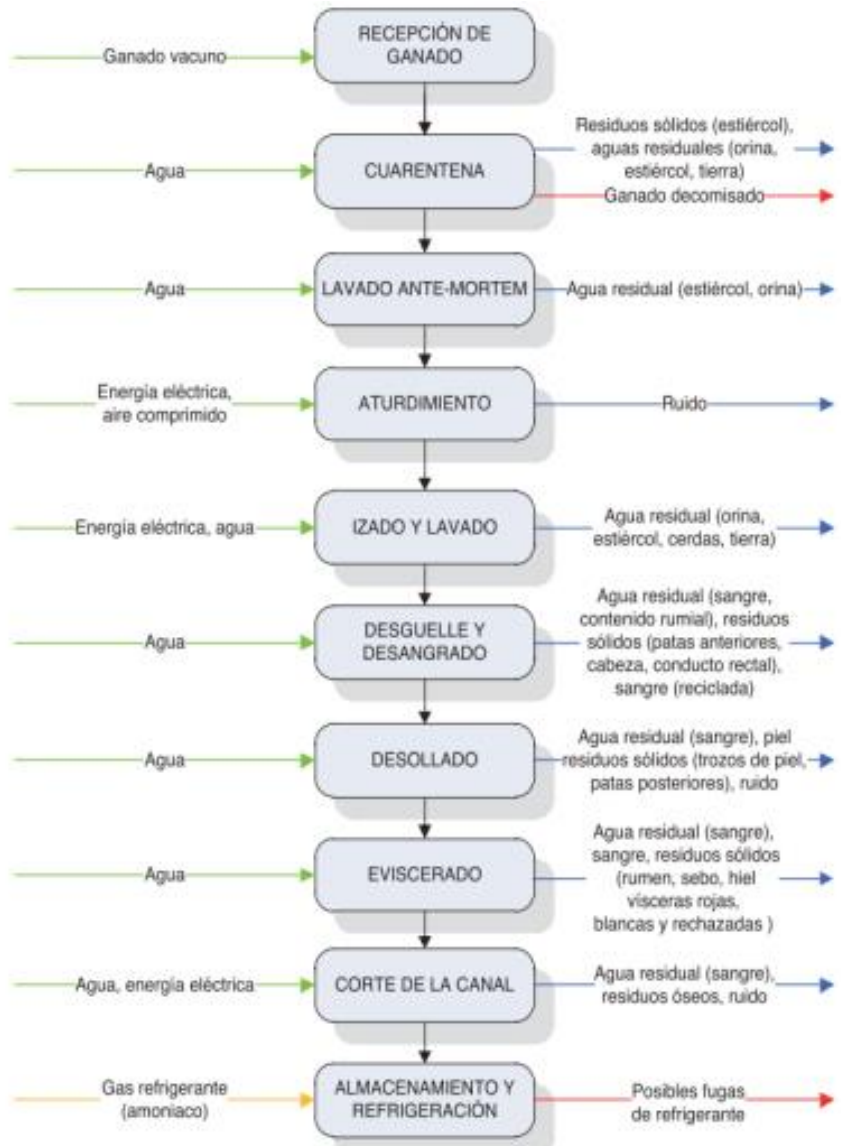 RECEPCIÓN DE
GANADO
Ganado vacuno
Agua
CUARENTENA
Residuos sólidos (estiércol),
aguas residuales (orina,
estiércol, tierra)
Ganado decomisado
Agua
LAVADO ANTE-MORTEM
Agua residual (estiércol, orina)
Energía eléctrica,
aire comprimido
ATURDIMIENTO
Ruido
Energía eléctrica, agua
IZADO Y LAVADO
Agua residual (orina,
estiércol, cerdas, tierra)
Agua
DESGUELLE Y
DESANGRADO
Agua residual (sangre,
contenido rumial), residuos
sólidos (patas anteriores,
cabeza, conducto rectal),
sangre (reciclada)
Agua
DESOLLADO
Agua residual (sangre), piel
residuos sólidos (trozos de piel,
patas posteriores), ruido
Agua
EVISCERADO
Agua residual (sangre),
sangre, residuos sólidos
(rumen, sebo, hiel
vísceras rojas,
blancas y rechazadas )
Agua, energía eléctrica
CORTE DE LA CANAL
Agua residual (sangre),
residuos óseos, ruido
Gas refrigerante
(amoniaco)
ALMACENAMIENTO Y
REFRIGERACIÓN
Posibles fugas
de refrigerante